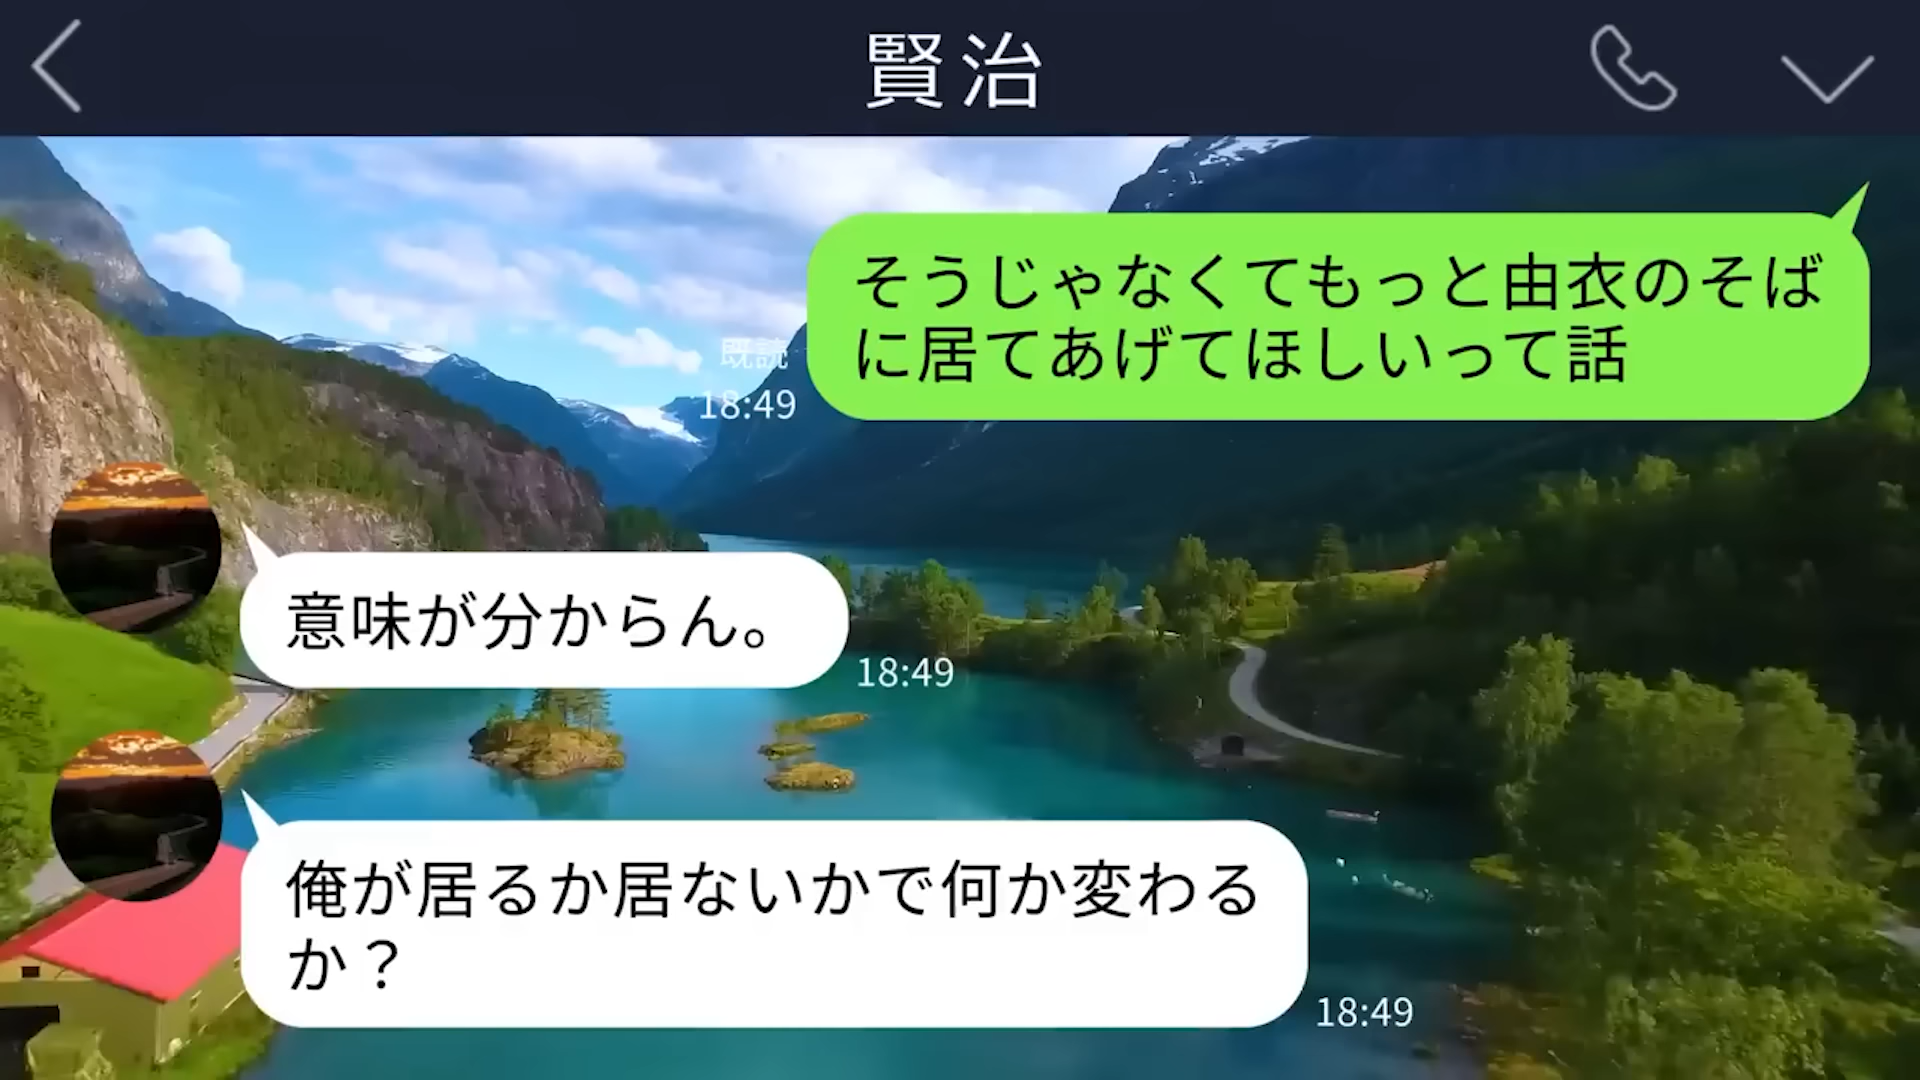 賢治
そうじゃなくてもっと由衣のそば
に居てあげてほしいって話
既読
18:49
意味が分からん。
18:49
俺が居るか居ないかで何か変わる
か？
18:49